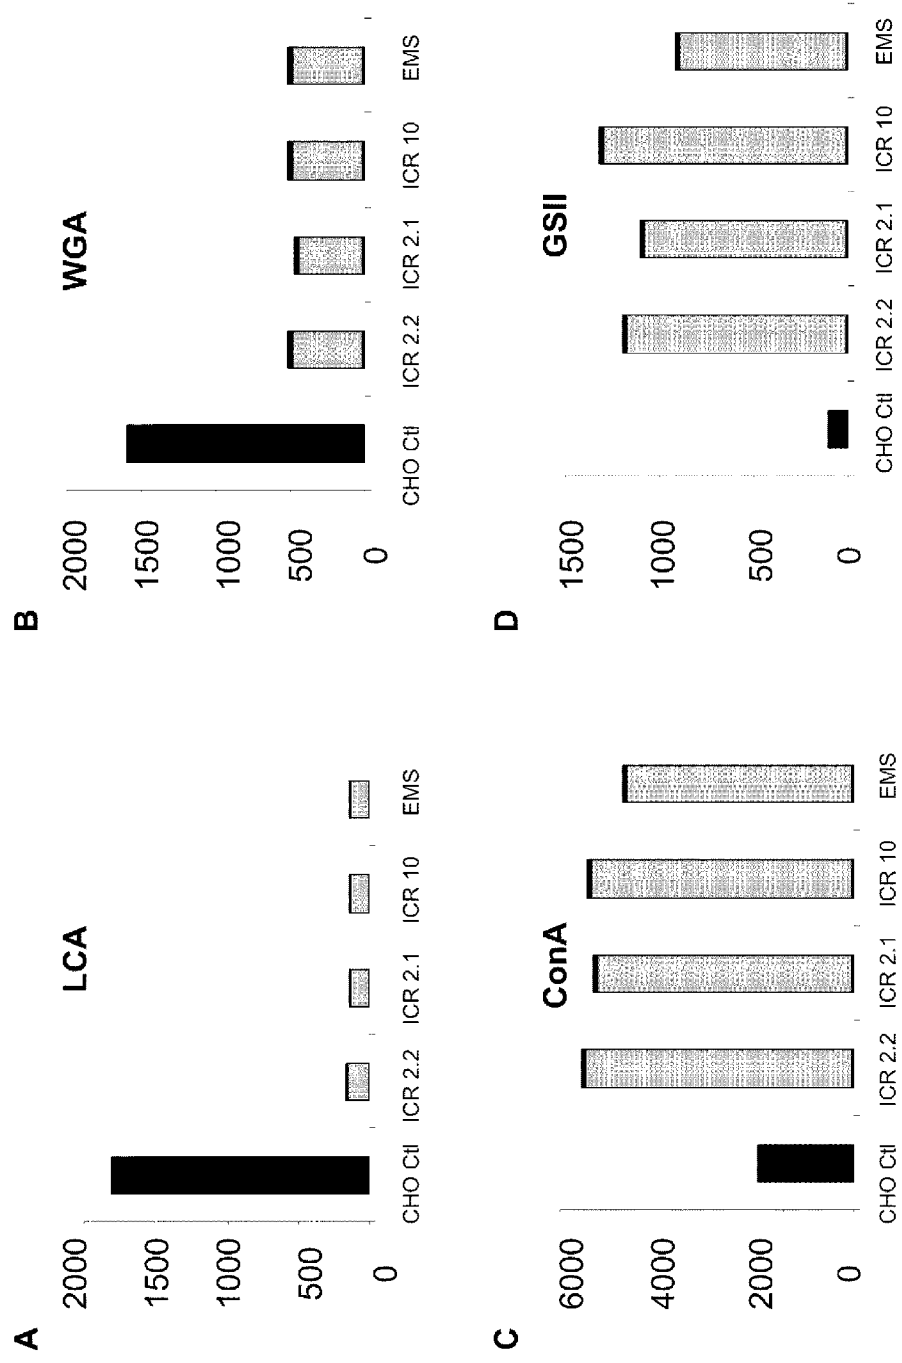 A
LCA
2000
1500
1000
500
0
CHO Ctl
ICR 2.2
ICR 2.1
ICR 10
EMS
B
WGA
2000
1500
1000
500
0
CHO Ctl
ICR 2.2
ICR 2.1
ICR 10
EMS
C
ConA
6000
4000
2000
0
CHO Ctl
ICR 2.2
ICR 2.1
ICR 10
EMS
D
GSII
1500
1000
500
0
CHO Ctl
ICR 2.2
ICR 2.1
ICR 10
EMS